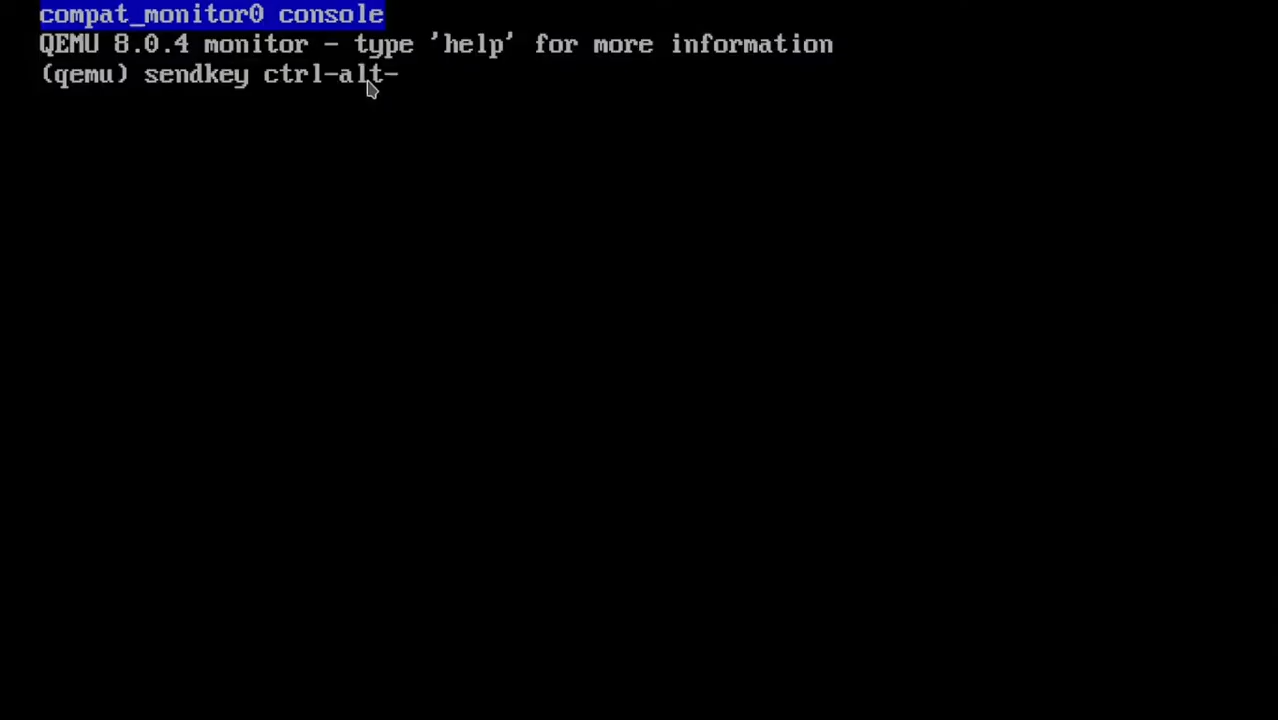 compat_monitor0 console
QEMU 8.0.4 monitor - type 'help' for more information
(qemu) sendkey ctrl-alt-